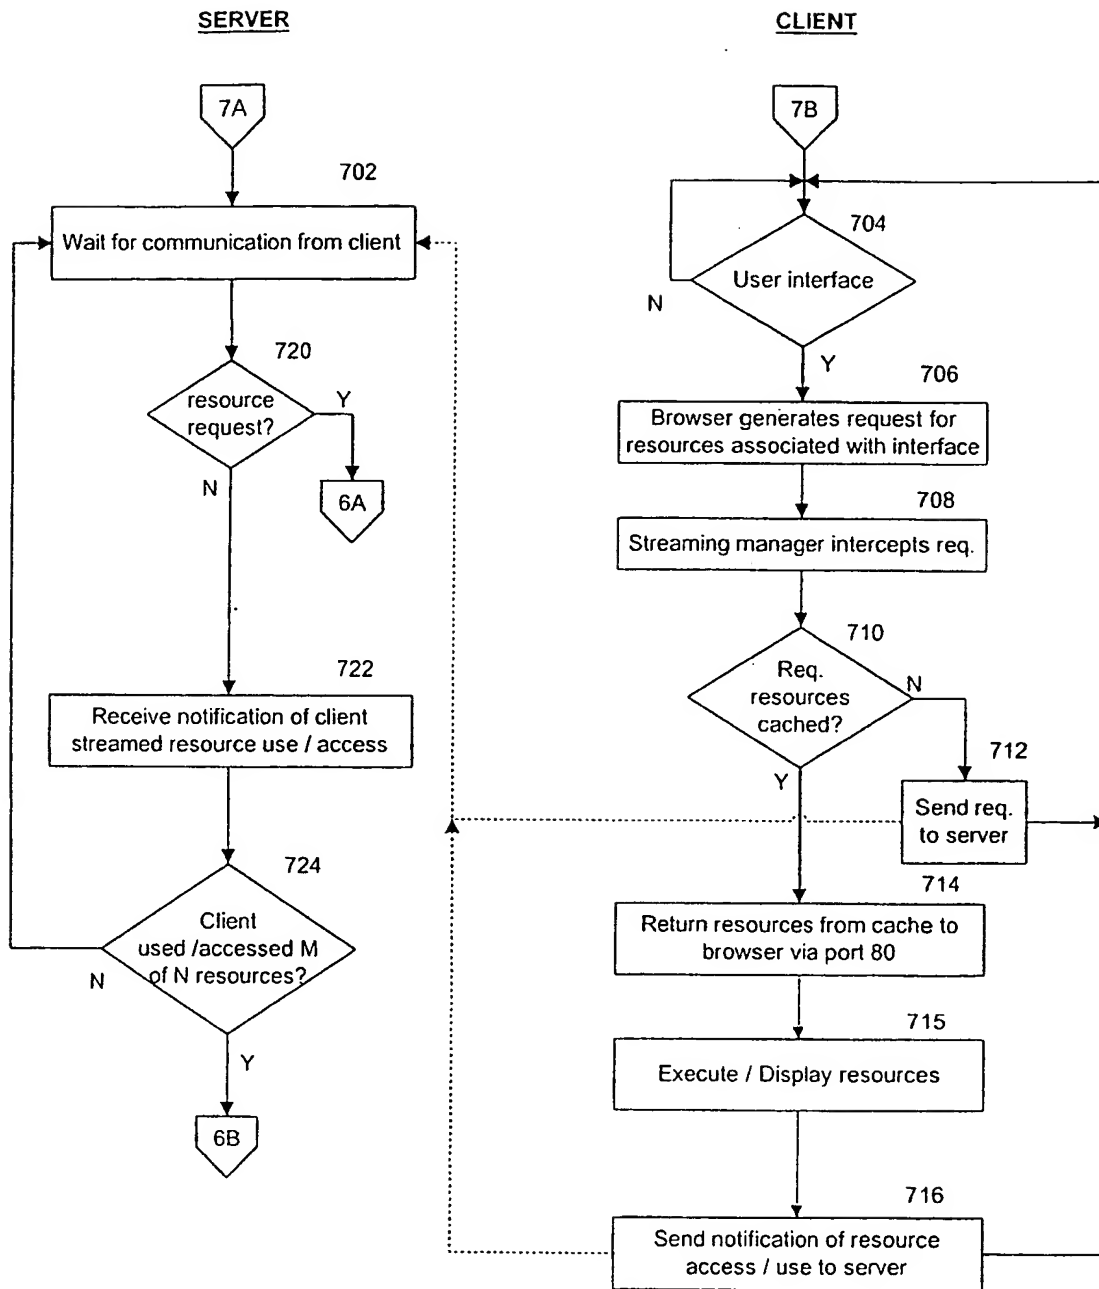 SERVER
7A
702
Wait for communication from client
720
resource
request?
Y
N
6A
722
Receive notification of client
streamed resource use / access
724
Client
used /accessed M
of N resources?
N
Y
6B
CLIENT
7B
704
User interface
N
Y
706
Browser generates request for
resources associated with interface
708
Streaming manager intercepts req.
710
Req.
resources
cached?
N
Y
712
Send req.
to server
714
Return resources from cache to
browser via port 80
715
Execute / Display resources
716
Send notification of resource
access / use to server